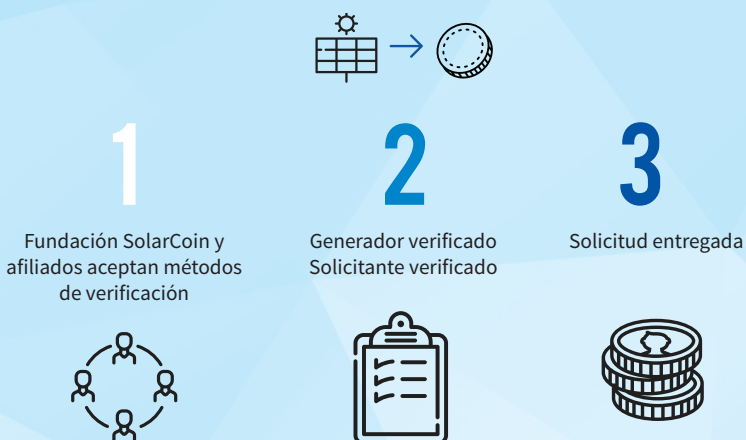 1
Fundación SolarCoin y
afiliados aceptan métodos
de verificación
2
Generador verificado
Solicitante verificado
3
Solicitud entregada